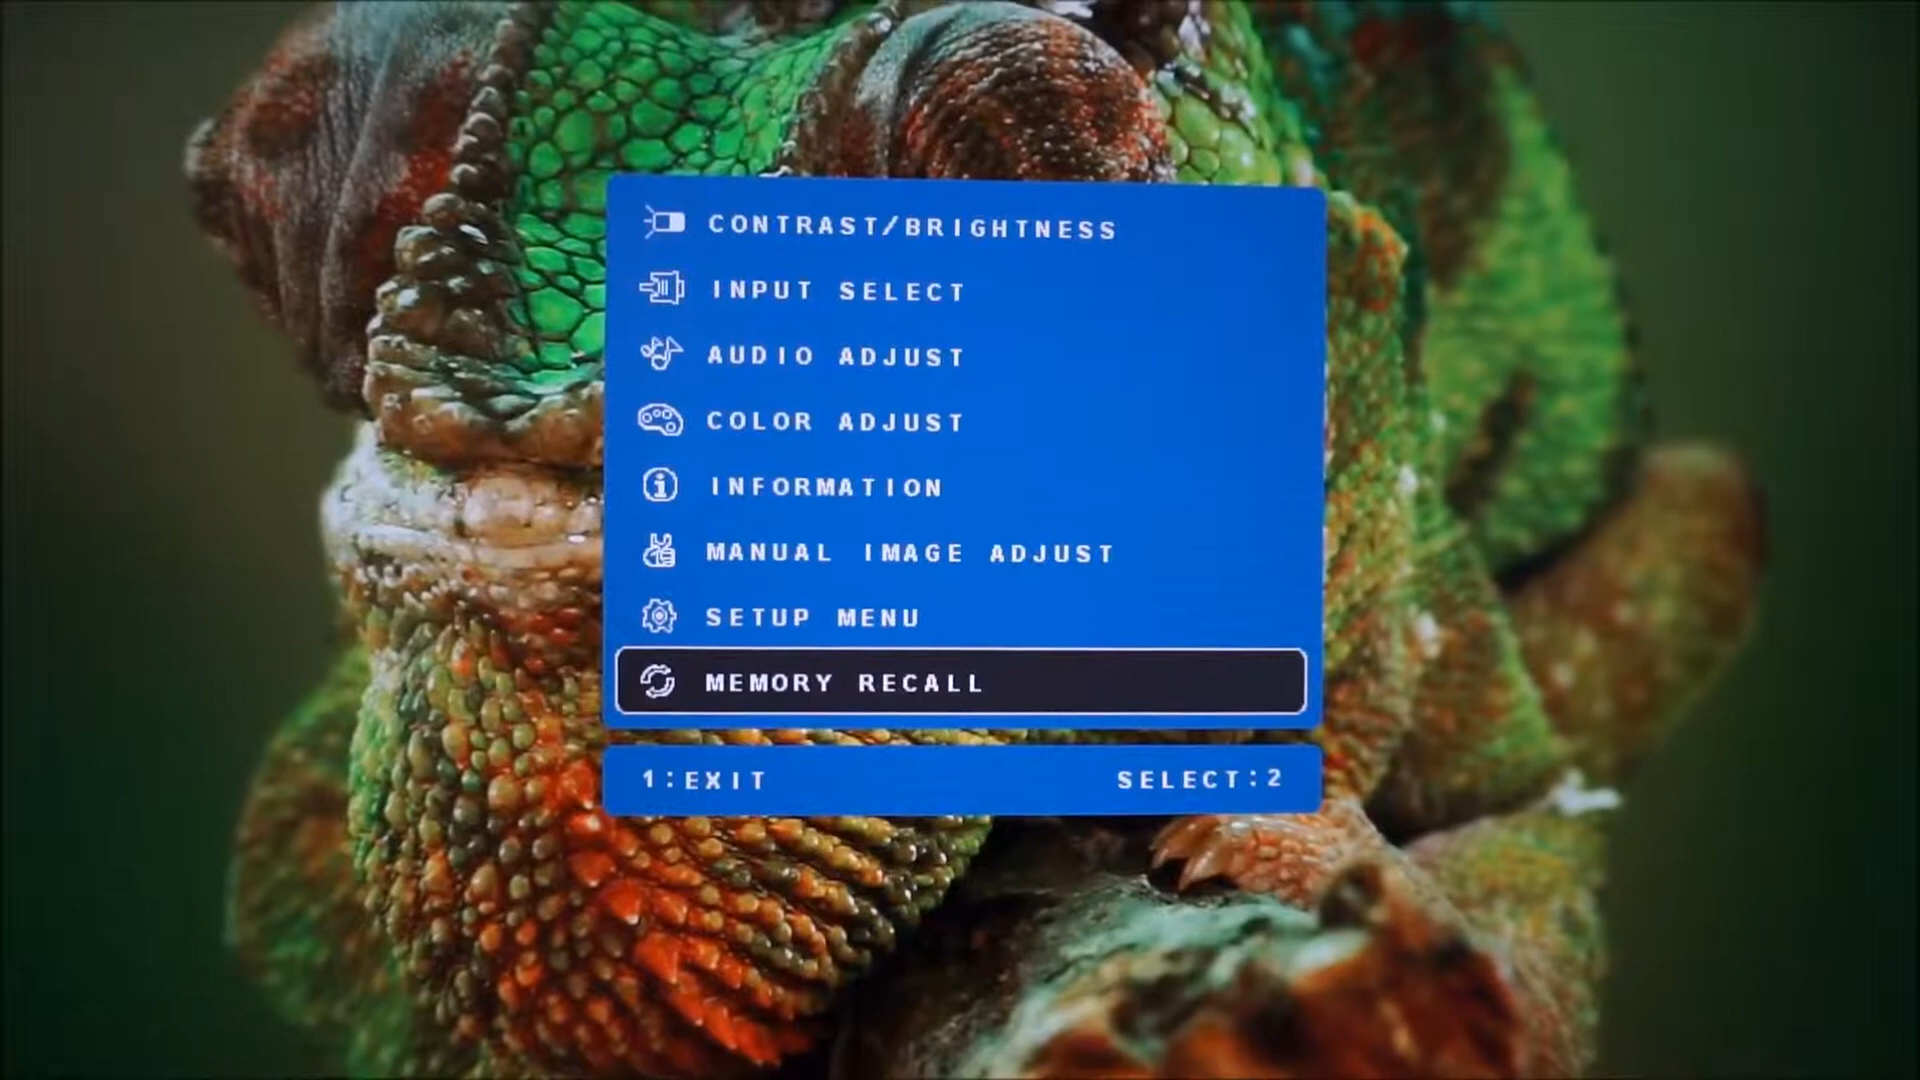 CONTRAST/BRIGHTNESS
INPUT SELECT
AUDIO ADJUST
COLOR ADJUST
INFORMATION
MANUAL IMAGE ADJUST
SETUP MENU
MEMORY RECALL
1:EXIT SELECT:2